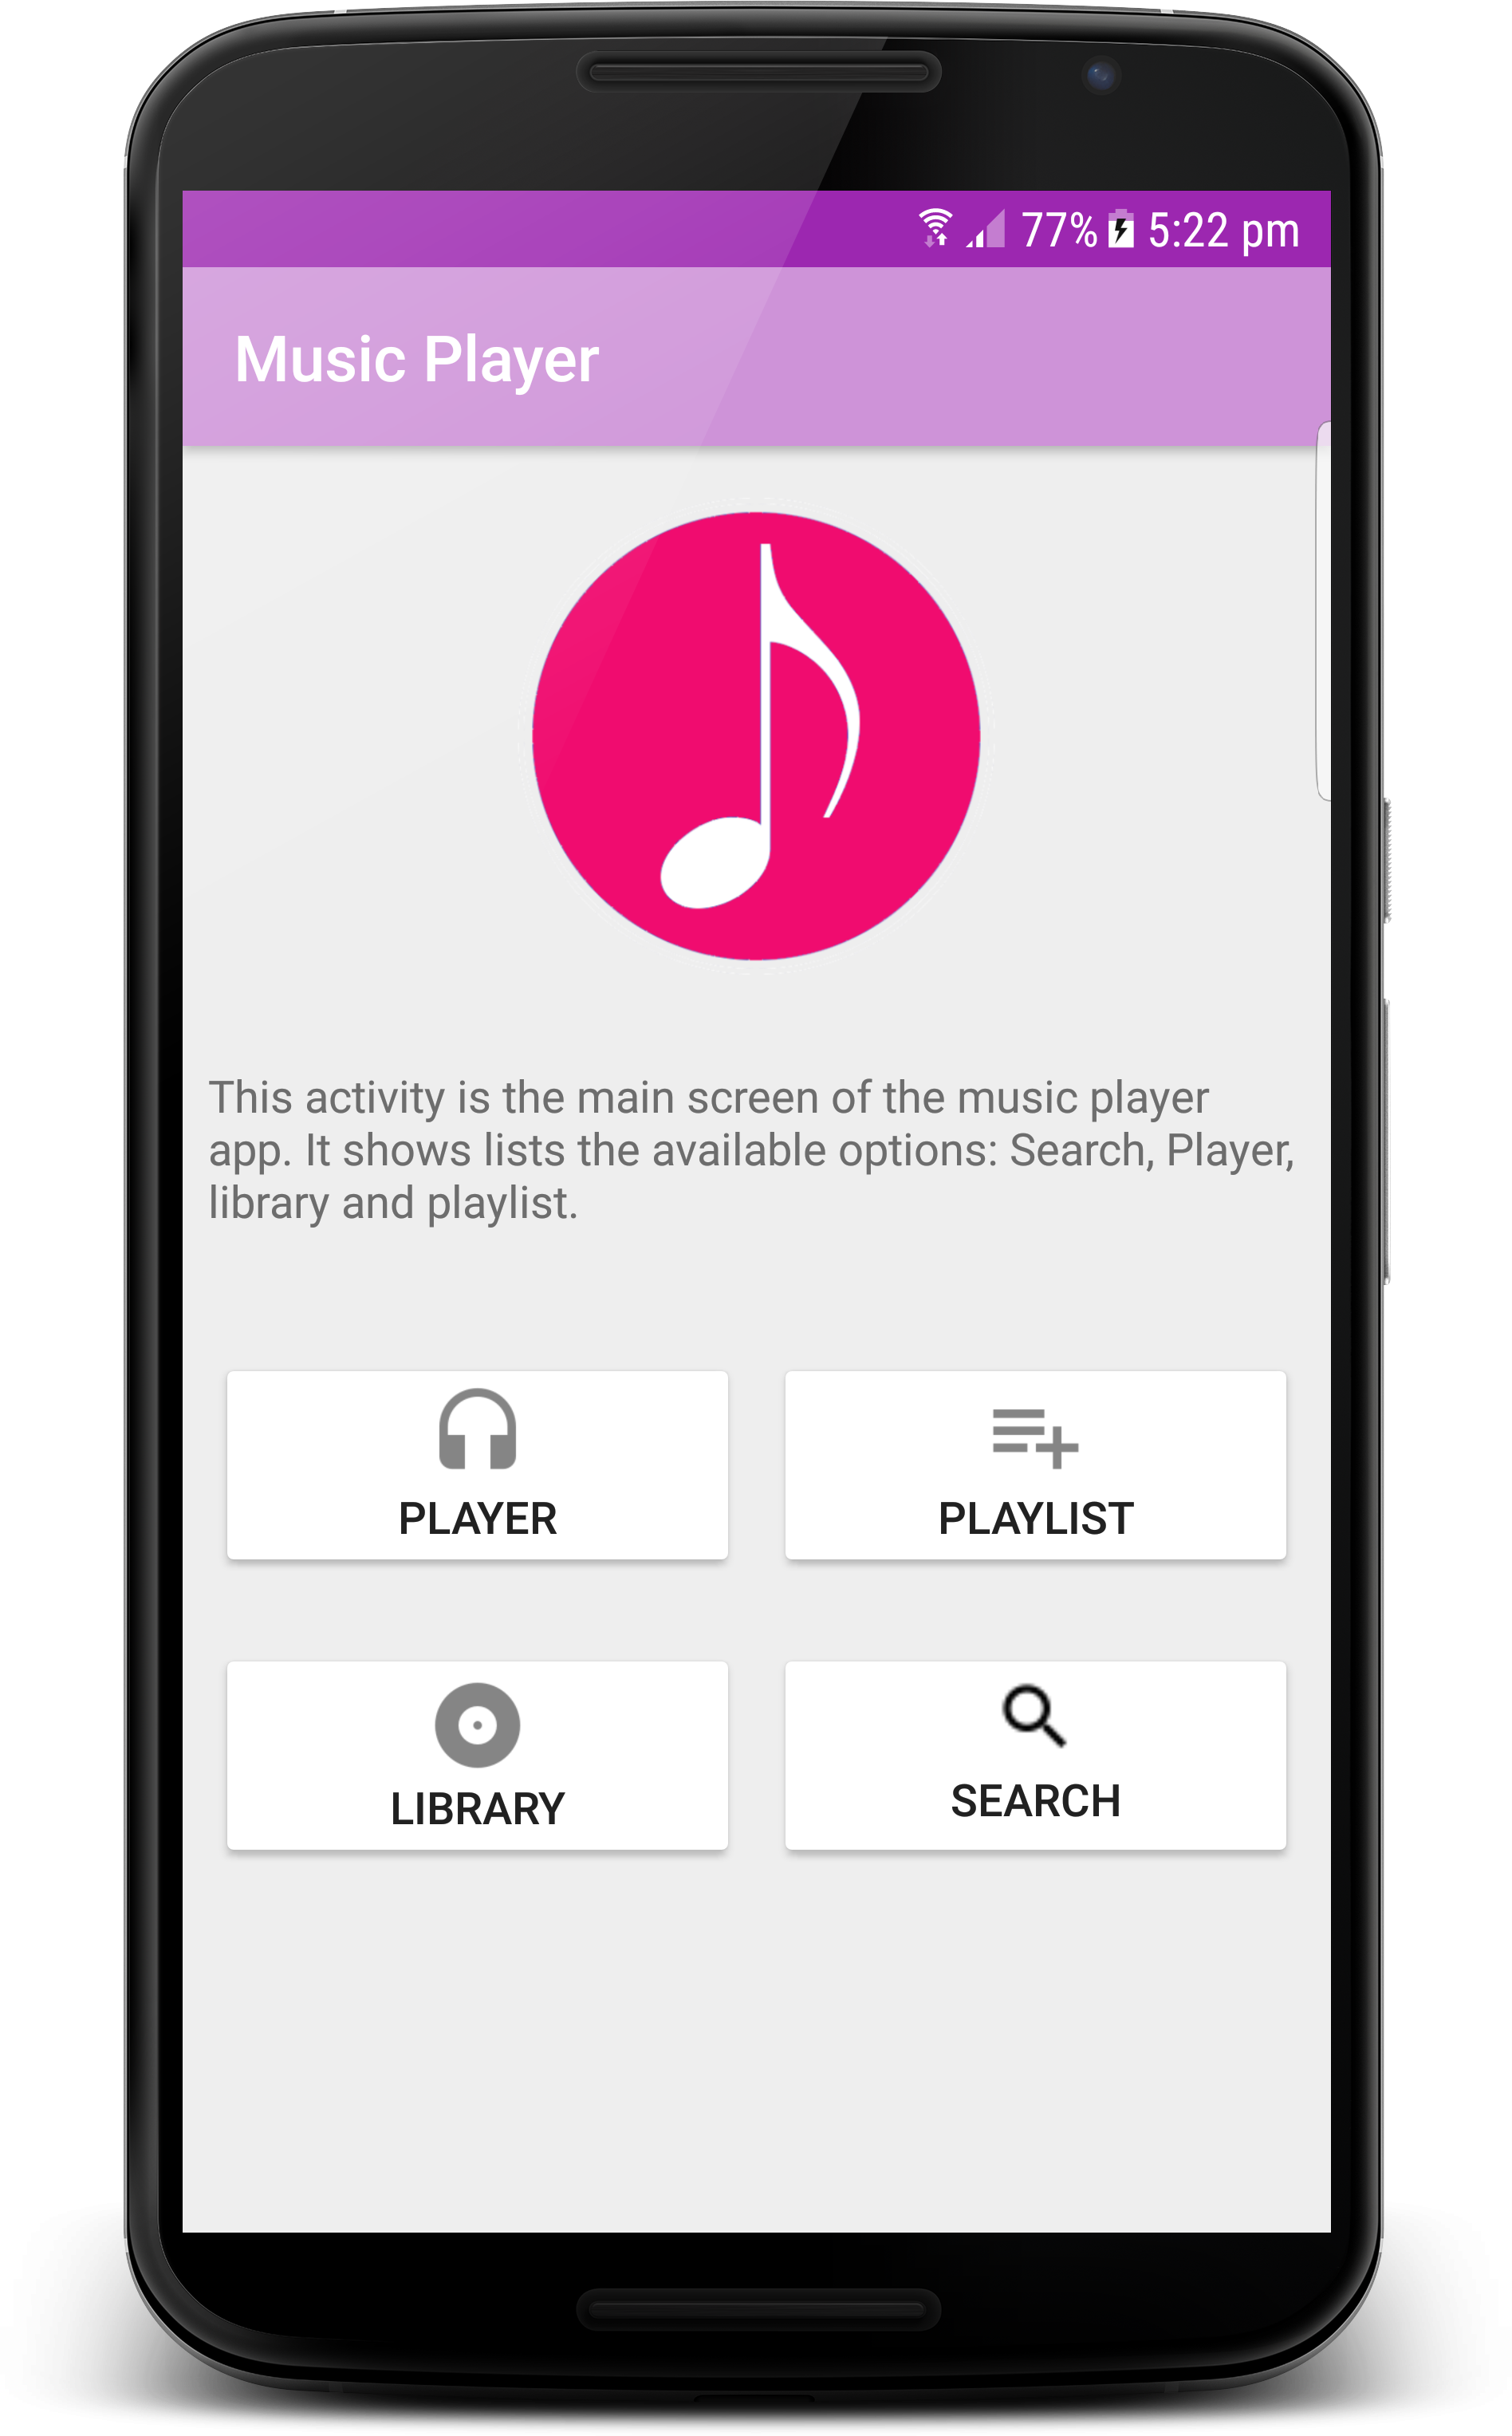 77% 5:22 pm
Music Player
This activity is the main screen of the music player
app. It shows lists the available options: Search, Player,
library and playlist.
PLAYER PLAYLIST
LIBRARY SEARCH